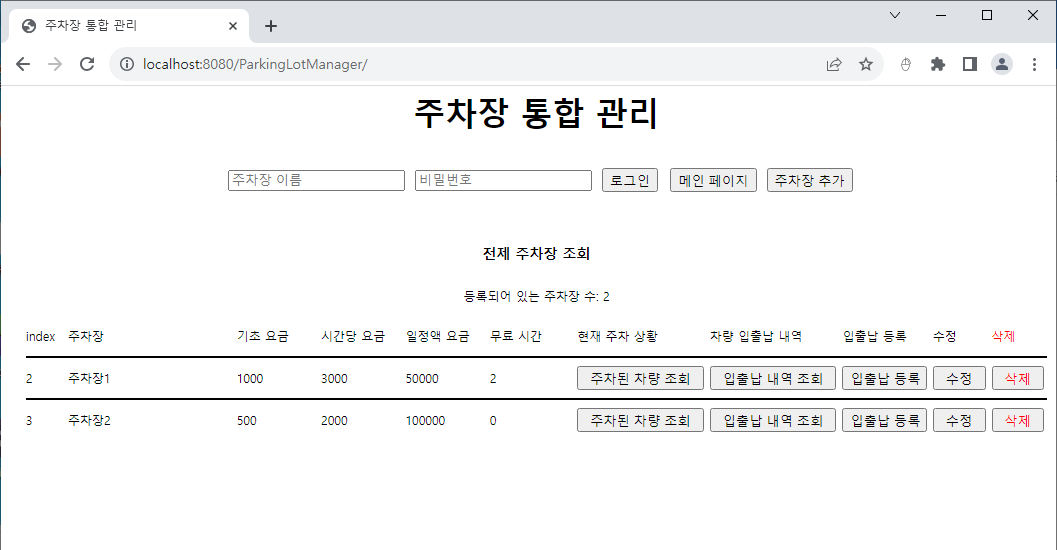 주차장 통합 관리
localhost:8080/ParkingLotManager/
주차장 통합 관리
주차장 이름 비밀번호 로그인 메인 페이지 주차장 추가
전제 주차장 조회
등록되어 있는 주차장 수: 2
index 주차장 기초 요금 시간당 요금 일정액 요금 무료 시간 현재 주차 상황 차량 입출납 내역 입출납 등록 수정 삭제
2 주차장1 1000 3000 50000 2 주차된 차량 조회 입출납 내역 조회 입출납 등록 수정 삭제
3 주차장2 500 2000 100000 0 주차된 차량 조회 입출납 내역 조회 입출납 등록 수정 삭제